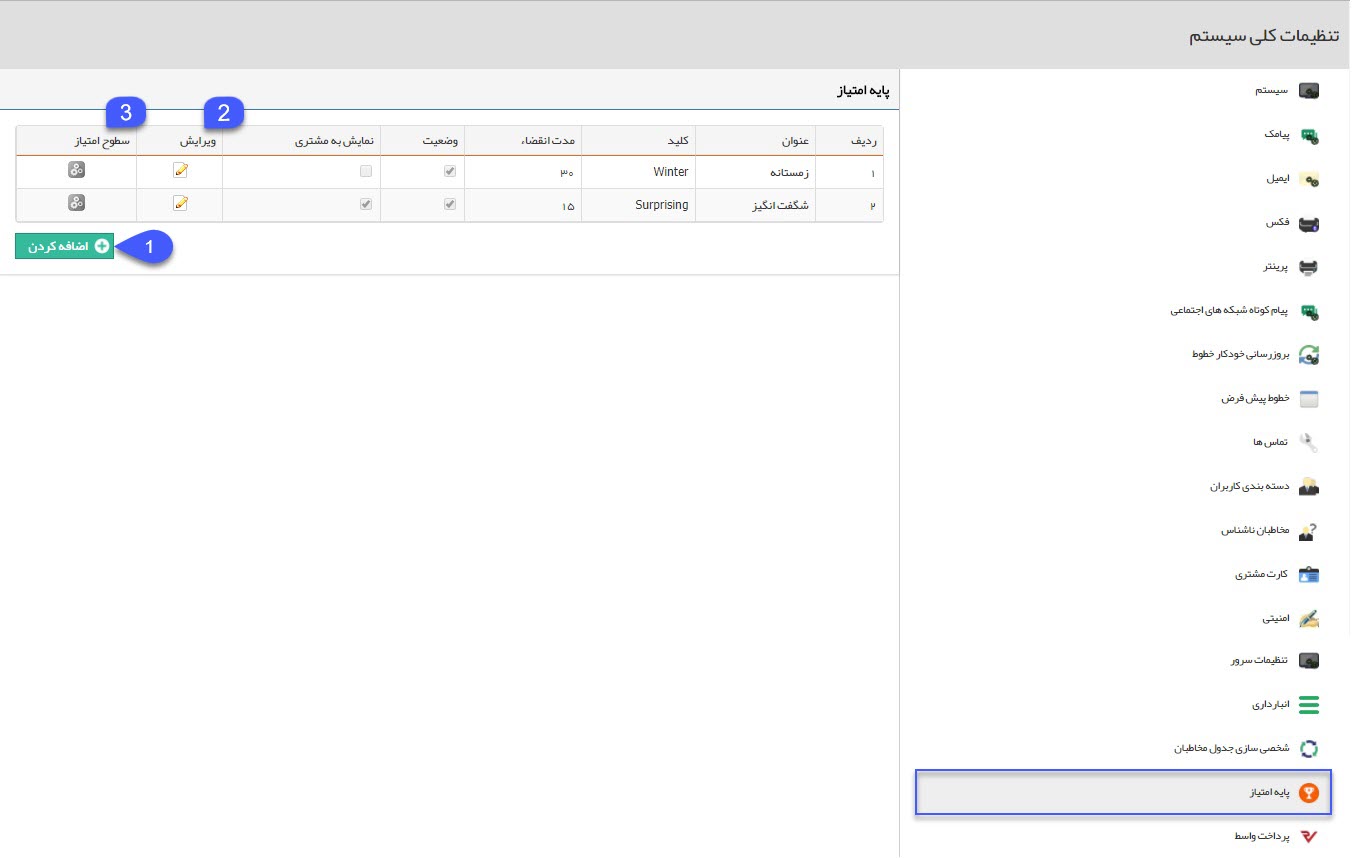 تنظیمات کلی سیستم
سیستم
پیامک
ایمیل
فکس
پرینتر
پیام کوتاه شبکه های اجتماعی
بروزرسانی خودکار خطوط
خطوط پیش فرض
تماس ها
دسته بندی کاربران
مخاطبان ناشناس
کارت مشتری
امنیتی
تنظیمات سرور
انبارداری
شخصی سازی جدول مخاطبان
پایه امتیاز
پرداخت واسط
پایه امتیاز
2 3
ردیف عنوان کلید مدت انقضاء وضعیت نمایش به مشتری ویرایش سطوح امتیاز
۱ زمستانه Winter ۳۰
۲ شگفت انگیز Surprising ۱۵
اضافه کردن 1